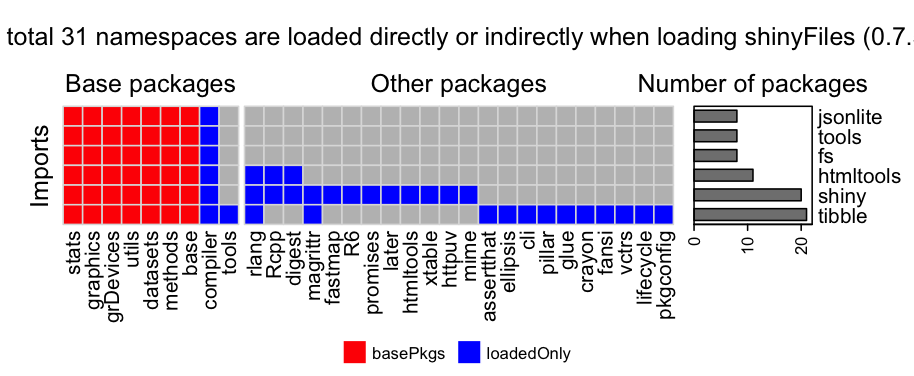 total 31 namespaces are loaded directly or indirectly when loading shinyFiles (0.7.
Base packages
Other packages
Number of packages
Imports
jsonlite
tools
fs
htmltools
shiny
tibble
0
10
20
stats
graphics
grDevices
utils
datasets
methods
base
compiler
tools
rlang
Rcpp
digest
magrittr
fastmap
R6
promises
later
htmltools
xtable
httpuv
mime
assertthat
ellipsis
cli
pillar
glue
crayon
fansi
vctrs
lifecycle
pkgconfig
basePkgs
loadedOnly